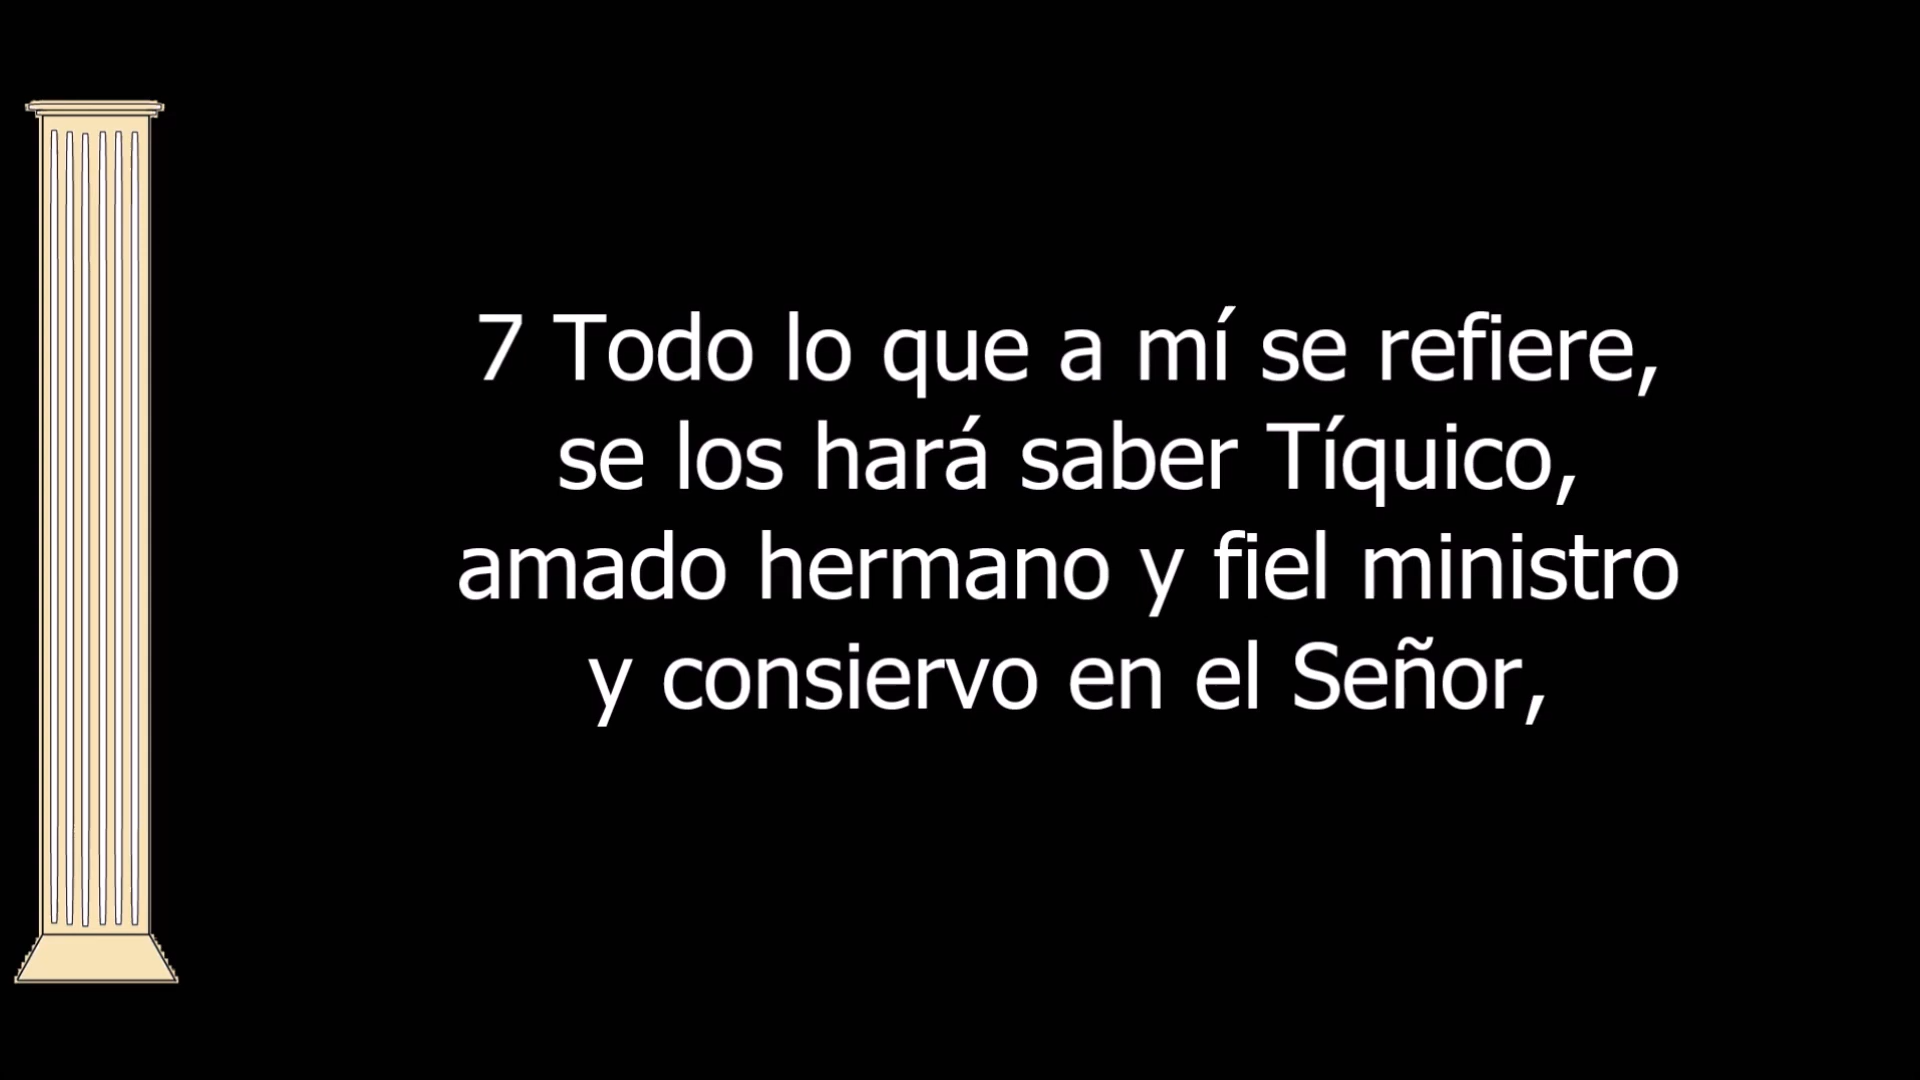 7 Todo lo que a mí se refiere,
se los hará saber Tíquico,
amado hermano y fiel ministro
y consiervo en el Señor,